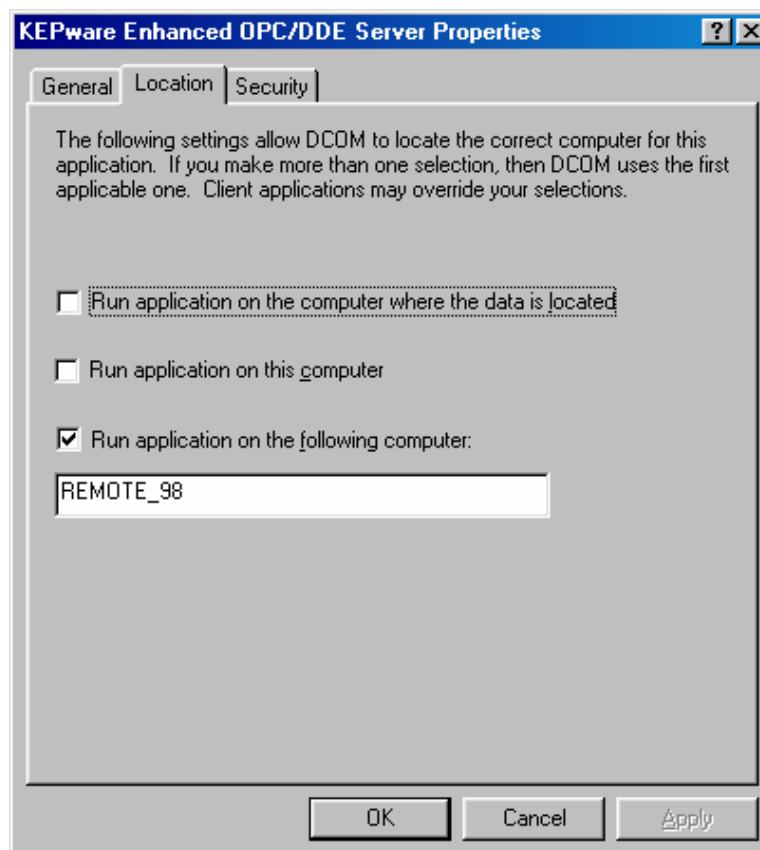 KEPware Enhanced OPC/DDE Server Properties
General Location Security
The following settings allow DCOM to locate the correct computer for this
application. If you make more than one selection, then DCOM uses the first
applicable one. Client applications may override your selections.
Run application on the computer where the data is located
Run application on this computer
Run application on the following computer:
REMOTE_98
OK Cancel Apply